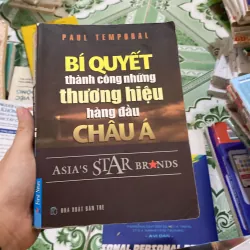 PAUL TEMPORAL
BÍ QUYẾT
thành công những
thương hiệu
hàng đầu
CHÂU Á
ASIA'S STAR BRANDS
NHÀ XUẤT BẢN TRẺ
PERSONAL